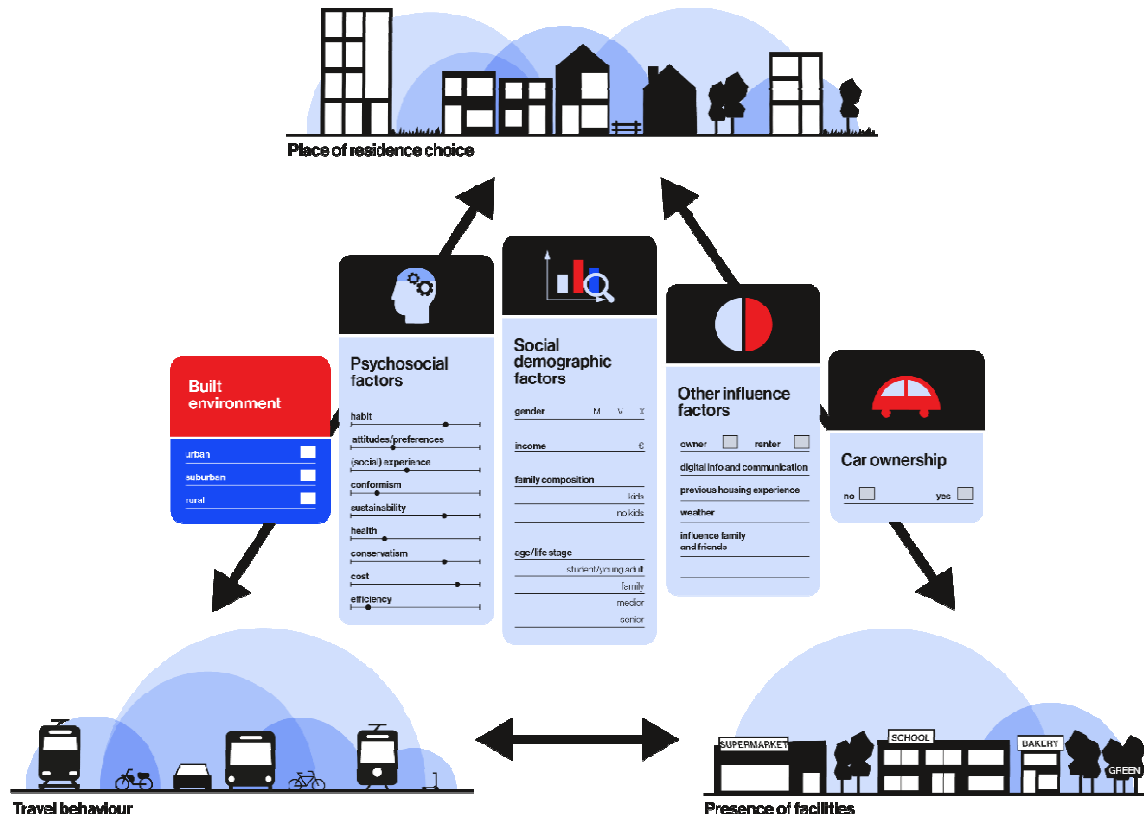 Place of residence choice
Built
environment
urban
suburban
rural
Psychosocial
factors
habit
attitudes/preferences
(social) experience
conformism
sustainability
health
conservatism
cost
efficiency
Social
demographic
factors
gender M V X
income €
family composition
kids
no kids
age/life stage
student/young adult
family
medior
senior
Other influence
factors
owner renter
digital info and communication
previous housing experience
weather
influence family
and friends
Car ownership
no yes
Travel behaviour
SUPERMARKET
SCHOOL
BAKERY
GREEN
Presence of facilities